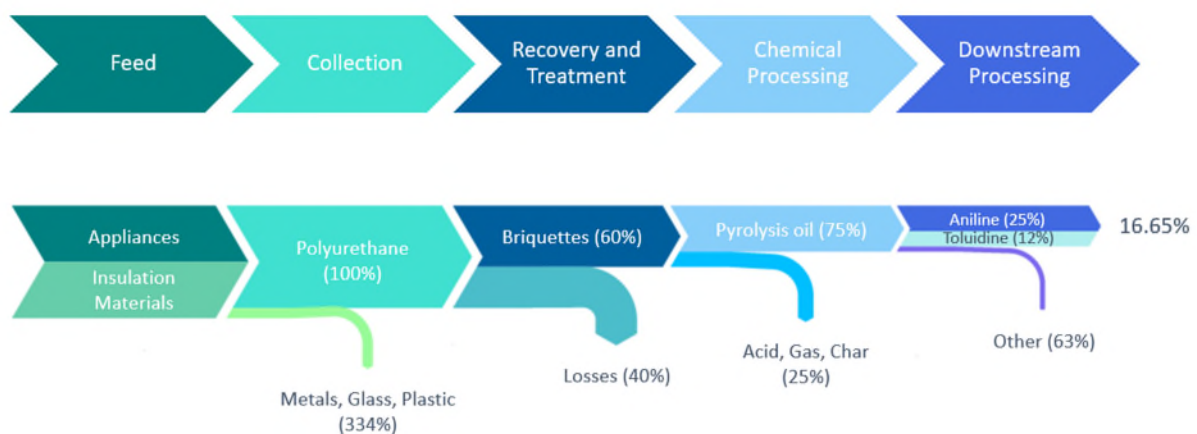 Feed
Collection
Recovery and
Treatment
Chemical
Processing
Downstream
Processing
Appliances
Insulation
Materials
Polyurethane
(100%)
Briquettes (60%)
Pyrolysis oil (75%)
Aniline (25%)
Toluidine (12%)
16.65%
Metals, Glass, Plastic
(334%)
Losses (40%)
Acid, Gas, Char
(25%)
Other (63%)